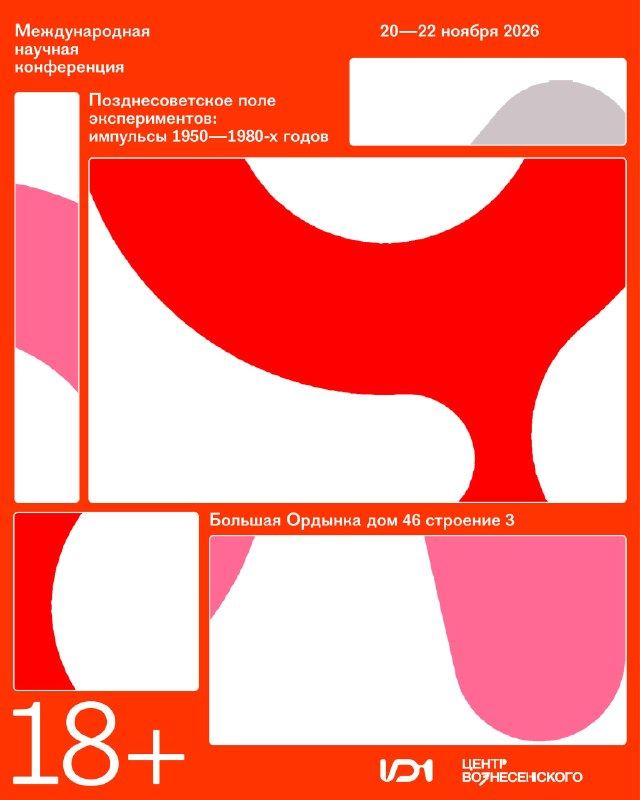 Международная
научная
конференция
20—22 ноября 2026
Позднесоветское поле
экспериментов:
импульсы 1950—1980-х годов
Большая Ордынка дом 46 строение 3
18+
ЦЕНТР
ВОЗНЕСЕНСКОГО